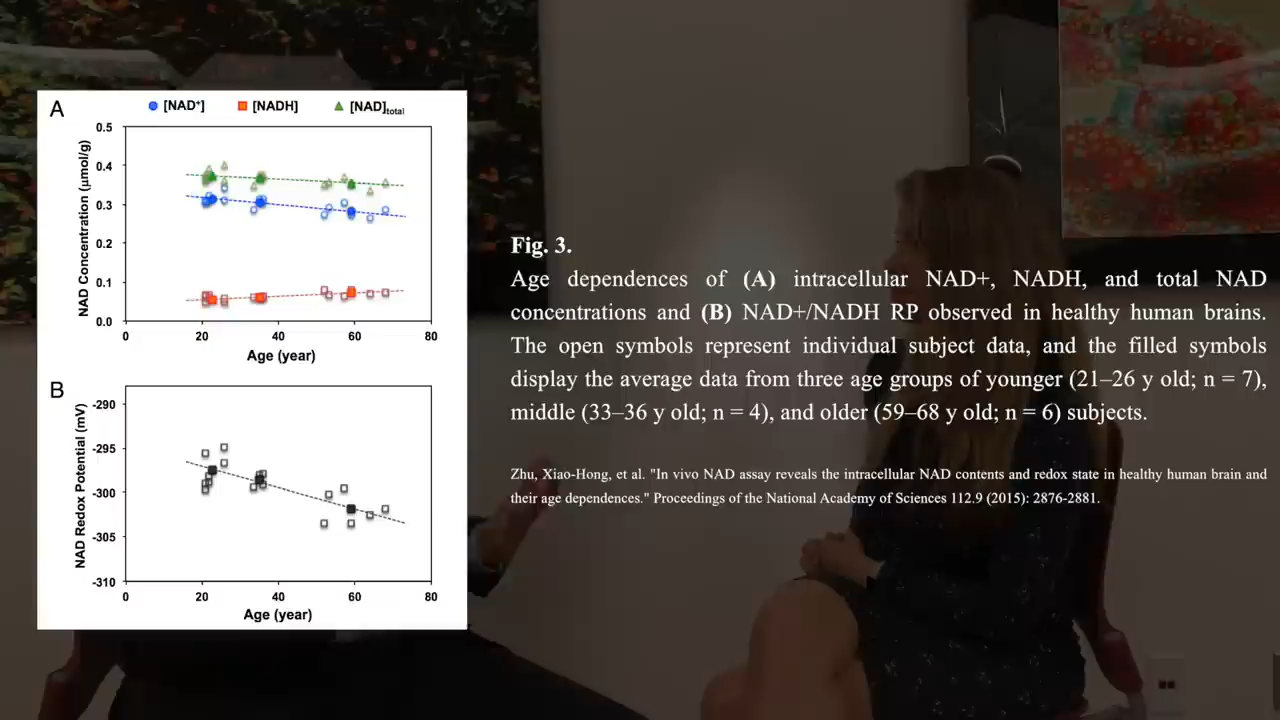 A
[NAD⁺] [NADH] [NAD]total
NAD Concentration (μmol/g)
0.5
0.4
0.3
0.2
0.1
0.0
0 20 40 60 80
Age (year)
B
NAD Redox Potential (mV)
-290
-295
-300
-305
-310
0 20 40 60 80
Age (year)
Fig. 3.
Age dependences of (A) intracellular NAD+, NADH, and total NAD
concentrations and (B) NAD+/NADH RP observed in healthy human brains.
The open symbols represent individual subject data, and the filled symbols
display the average data from three age groups of younger (21–26 y old; n = 7),
middle (33–36 y old; n = 4), and older (59–68 y old; n = 6) subjects.
Zhu, Xiao-Hong, et al. "In vivo NAD assay reveals the intracellular NAD contents and redox state in healthy human brain and
their age dependences." Proceedings of the National Academy of Sciences 112.9 (2015): 2876-2881.